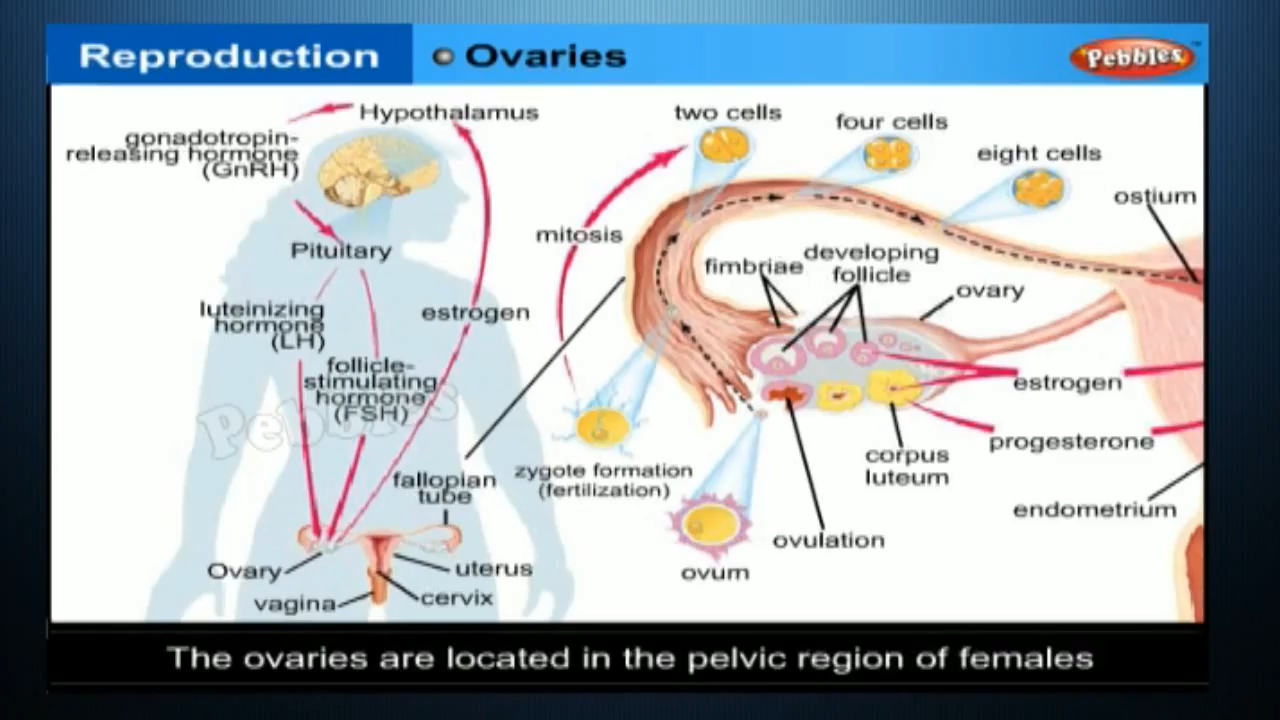 Reproduction
Ovaries
Pebbles™
Hypothalamus
gonadotropin-
releasing hormone
(GnRH)
Pituitary
luteinizing
hormone
(LH)
follicle-
stimulating
hormone
(FSH)
estrogen
Pebbles
fallopian
tube
Ovary
uterus
vagina
cervix
two cells
four cells
eight cells
ostium
mitosis
fimbriae
developing
follicle
ovary
estrogen
progesterone
zygote formation
(fertilization)
corpus
luteum
endometrium
ovulation
ovum
The ovaries are located in the pelvic region of females